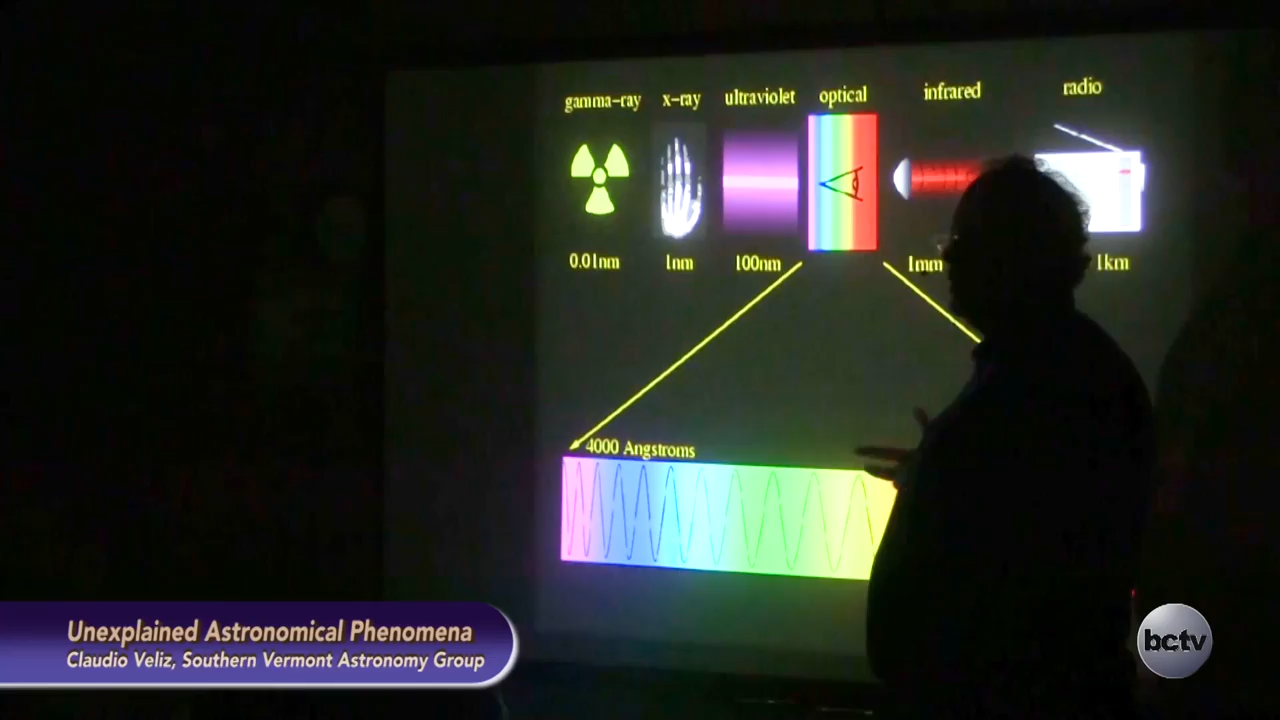 gamma-ray x-ray ultraviolet optical infrared radio
0.01nm 1nm 100nm 1mm 1km
4000 Angstroms
Unexplained Astronomical Phenomena
Claudio Veliz, Southern Vermont Astronomy Group
bctv